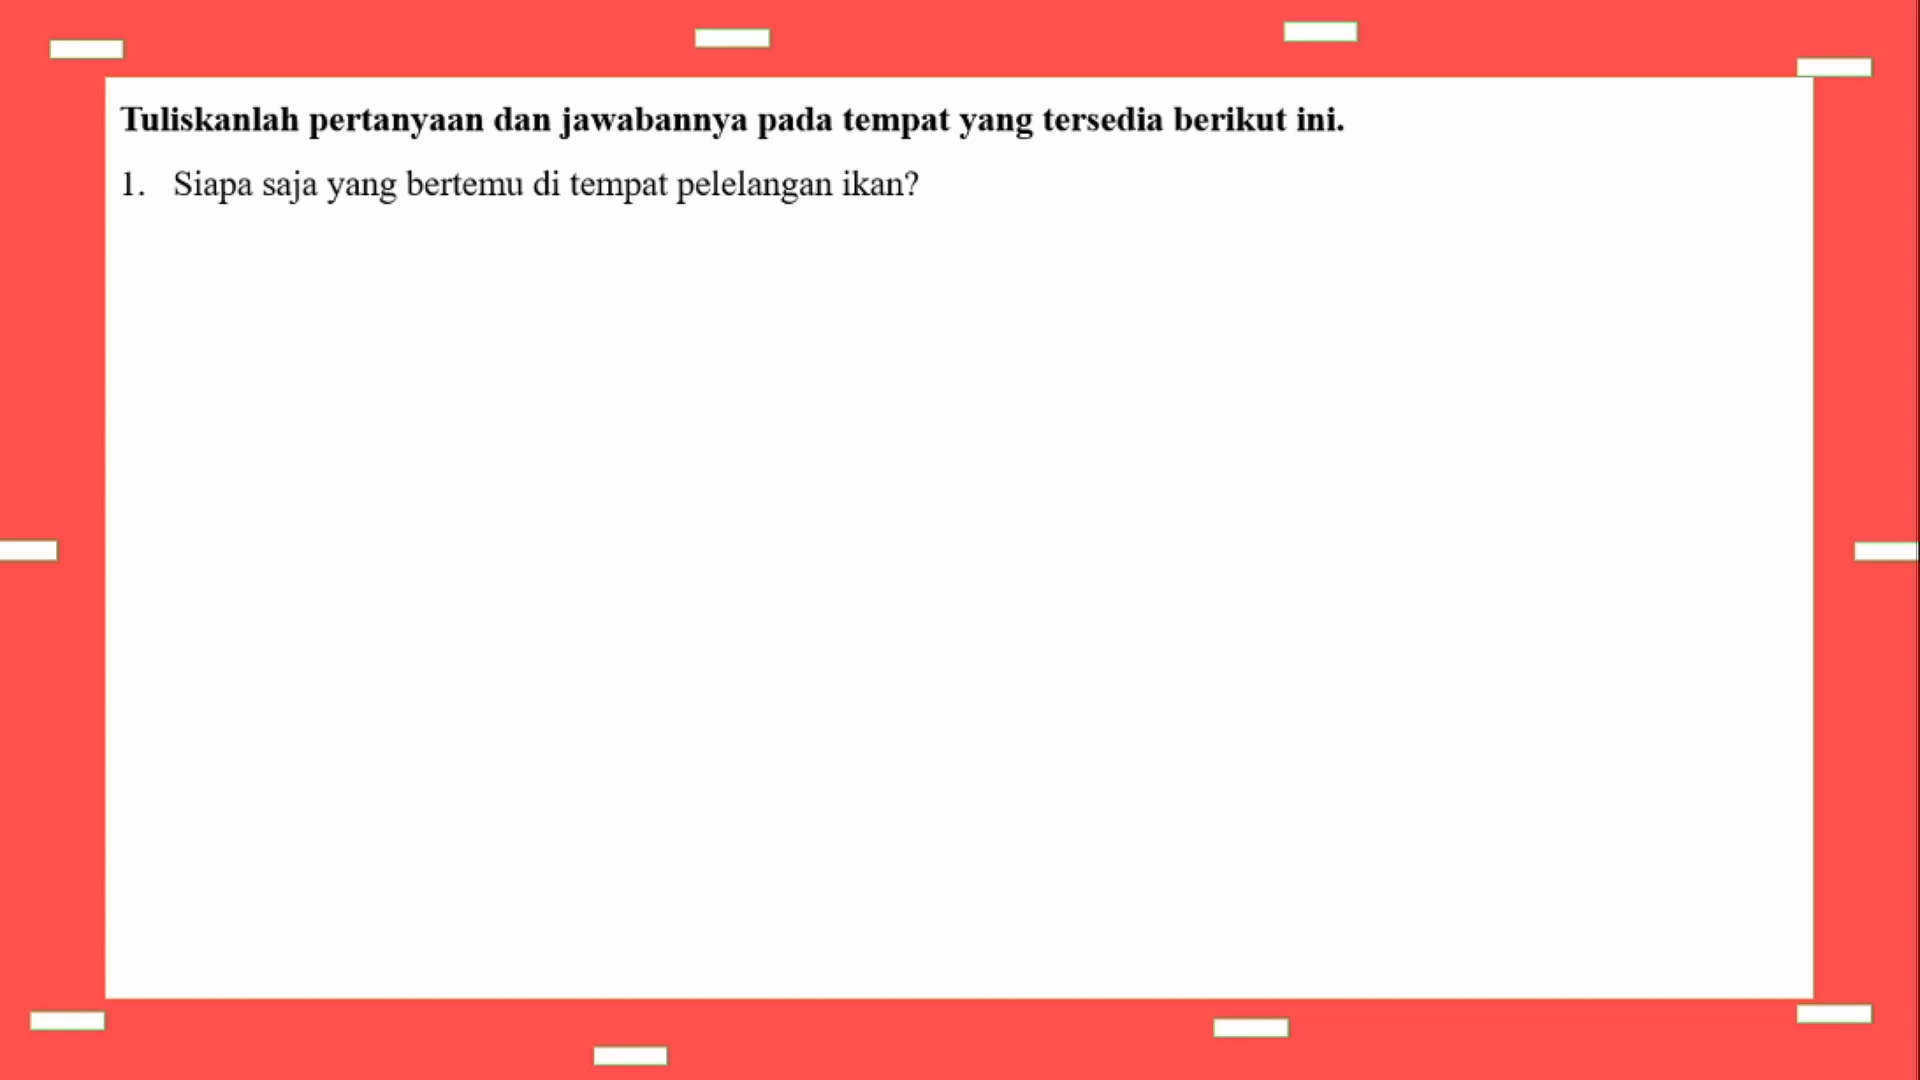 Tuliskanlah pertanyaan dan jawabannya pada tempat yang tersedia berikut ini.
1. Siapa saja yang bertemu di tempat pelelangan ikan?